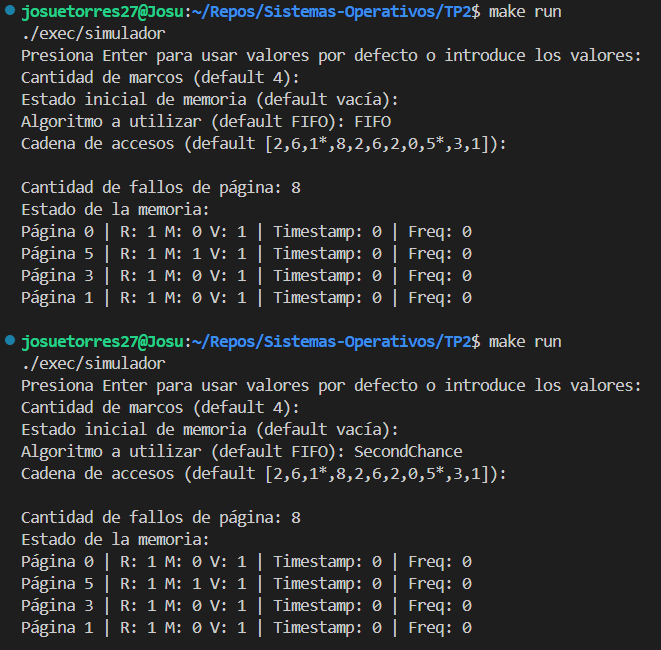 josuetorres27@Josu:~/Repos/Sistemas-Operativos/TP2$ make run
./exec/simulador
Presiona Enter para usar valores por defecto o introduce los valores:
Cantidad de marcos (default 4):
Estado inicial de memoria (default vacía):
Algoritmo a utilizar (default FIFO): FIFO
Cadena de accesos (default [2,6,1*,8,2,6,2,0,5*,3,1]):

Cantidad de fallos de página: 8
Estado de la memoria:
Página 0 | R: 1 M: 0 V: 1 | Timestamp: 0 | Freq: 0
Página 5 | R: 1 M: 1 V: 1 | Timestamp: 0 | Freq: 0
Página 3 | R: 1 M: 0 V: 1 | Timestamp: 0 | Freq: 0
Página 1 | R: 1 M: 0 V: 1 | Timestamp: 0 | Freq: 0

josuetorres27@Josu:~/Repos/Sistemas-Operativos/TP2$ make run
./exec/simulador
Presiona Enter para usar valores por defecto o introduce los valores:
Cantidad de marcos (default 4):
Estado inicial de memoria (default vacía):
Algoritmo a utilizar (default FIFO): SecondChance
Cadena de accesos (default [2,6,1*,8,2,6,2,0,5*,3,1]):

Cantidad de fallos de página: 8
Estado de la memoria:
Página 0 | R: 1 M: 0 V: 1 | Timestamp: 0 | Freq: 0
Página 5 | R: 1 M: 1 V: 1 | Timestamp: 0 | Freq: 0
Página 3 | R: 1 M: 0 V: 1 | Timestamp: 0 | Freq: 0
Página 1 | R: 1 M: 0 V: 1 | Timestamp: 0 | Freq: 0